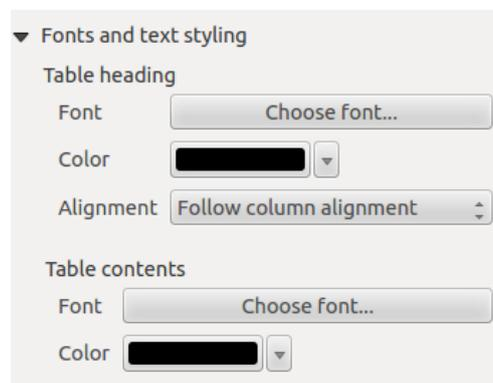 Fonts and text styling
Table heading
Font Choose font...
Color
Alignment Follow column alignment
Table contents
Font Choose font...
Color